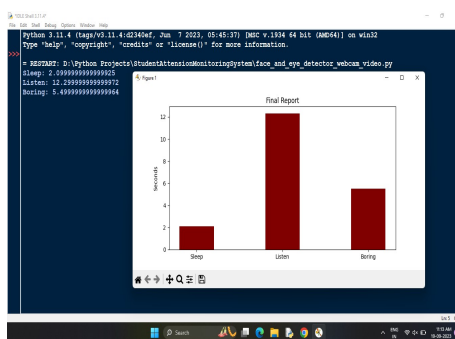 IDLE Shell 3.11.4*
File Edit Shell Debug Options Window Help
Python 3.11.4 (tags/v3.11.4:d2340ef, Jun 7 2023, 05:45:37) [MSC v.1934 64 bit (AMD64)] on win32
Type "help", "copyright", "credits" or "license()" for more information.
>>>
= RESTART: D:\Python Projects\StudentAttensionMonitoringSystem\face_and_eye_detector_webcam_video.py
Sleep: 2.0999999999999925
Listen: 12.299999999999972
Boring: 5.4999999999999964
Figure 1
Final Report
Seconds
12
10
8
6
4
2
0
Sleep Listen Boring
Ln 5
Search
ENG
IN
11:13 AM
19-09-2023